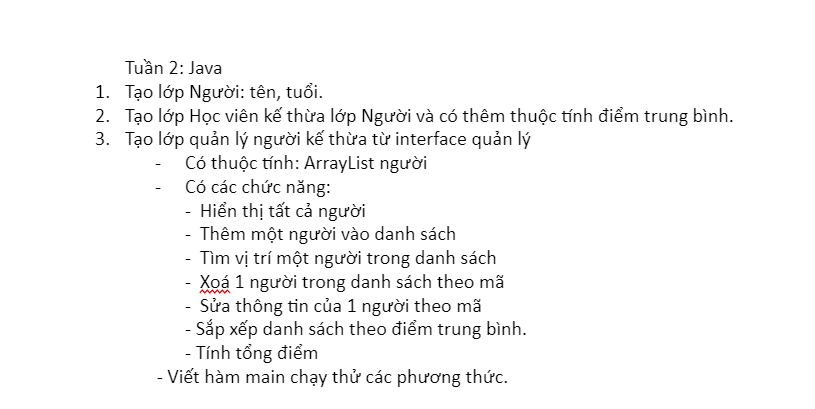 Tuần 2: Java
1. Tạo lớp Người: tên, tuổi.
2. Tạo lớp Học viên kế thừa lớp Người và có thêm thuộc tính điểm trung bình.
3. Tạo lớp quản lý người kế thừa từ interface quản lý
- Có thuộc tính: ArrayList người
- Có các chức năng:
- Hiển thị tất cả người
- Thêm một người vào danh sách
- Tìm vị trí một người trong danh sách
- Xoá 1 người trong danh sách theo mã
- Sửa thông tin của 1 người theo mã
- Sắp xếp danh sách theo điểm trung bình.
- Tính tổng điểm
- Viết hàm main chạy thử các phương thức.